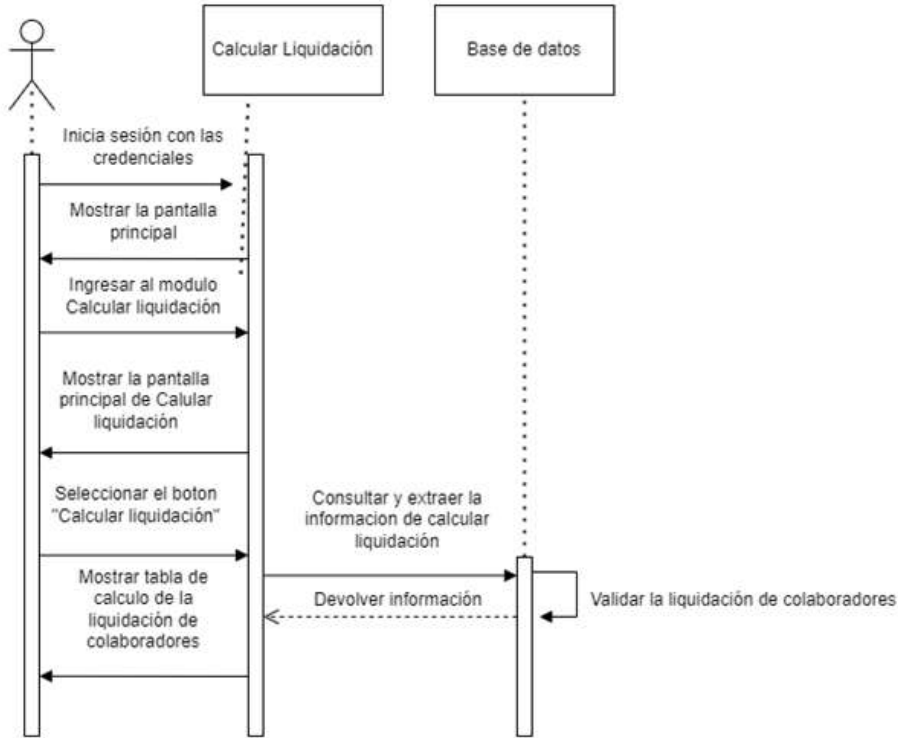 Calcular Liquidación
Base de datos
Inicia sesión con las
credenciales
Mostrar la pantalla
principal
Ingresar al modulo
Calcular liquidación
Mostrar la pantalla
principal de Calular
liquidación
Seleccionar el boton
"Calcular liquidación"
Consultar y extraer la
informacion de calcular
liquidación
Mostrar tabla de
calculo de la
liquidación de
colaboradores
Devolver información
Validar la liquidación de colaboradores